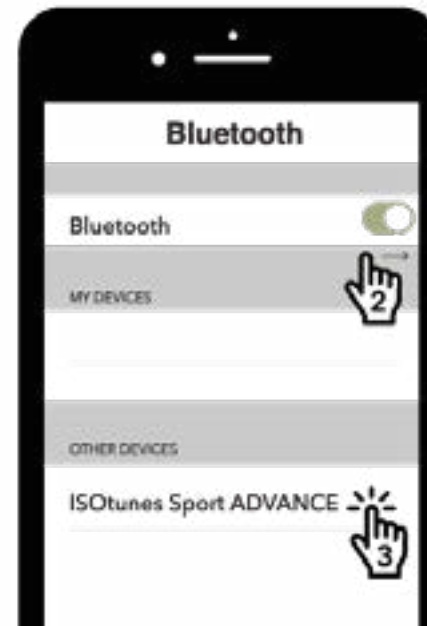 Bluetooth
Bluetooth
2
MY DEVICES
OTHER DEVICES
ISOtunes Sport ADVANCE
3